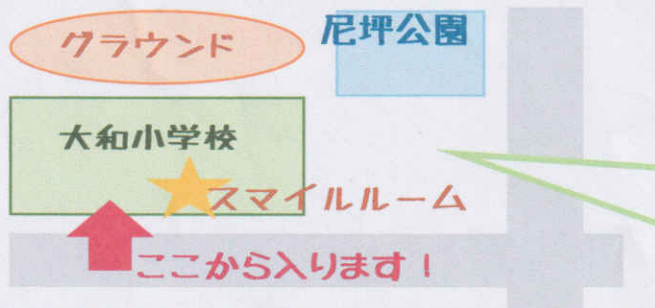 グラウンド
尼坪公園
大和小学校
スマイルルーム
ここから入ります！